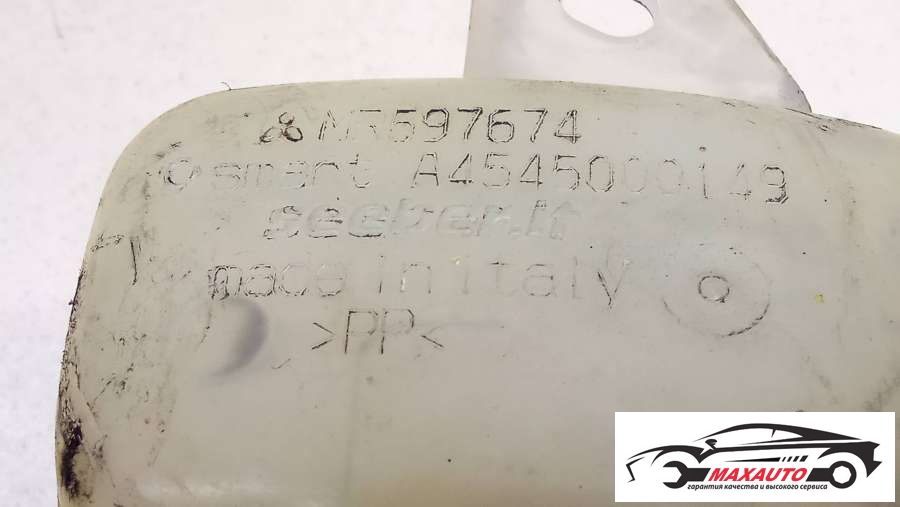 MR597674
smart A4545000149
seeber.it
made in italy
>PP<
MAXAUTO
гарантия качества и высокого сервиса